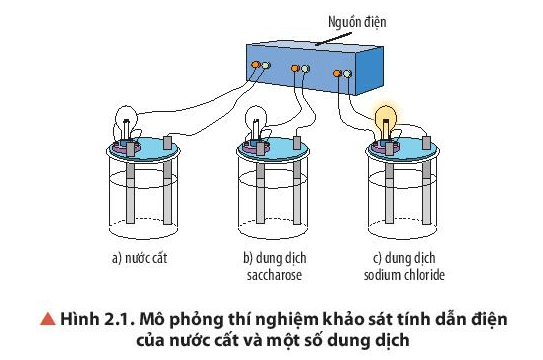 Nguồn điện
a) nước cất
b) dung dịch
saccharose
c) dung dịch
sodium chloride
▲ Hình 2.1. Mô phỏng thí nghiệm khảo sát tính dẫn điện
của nước cất và một số dung dịch